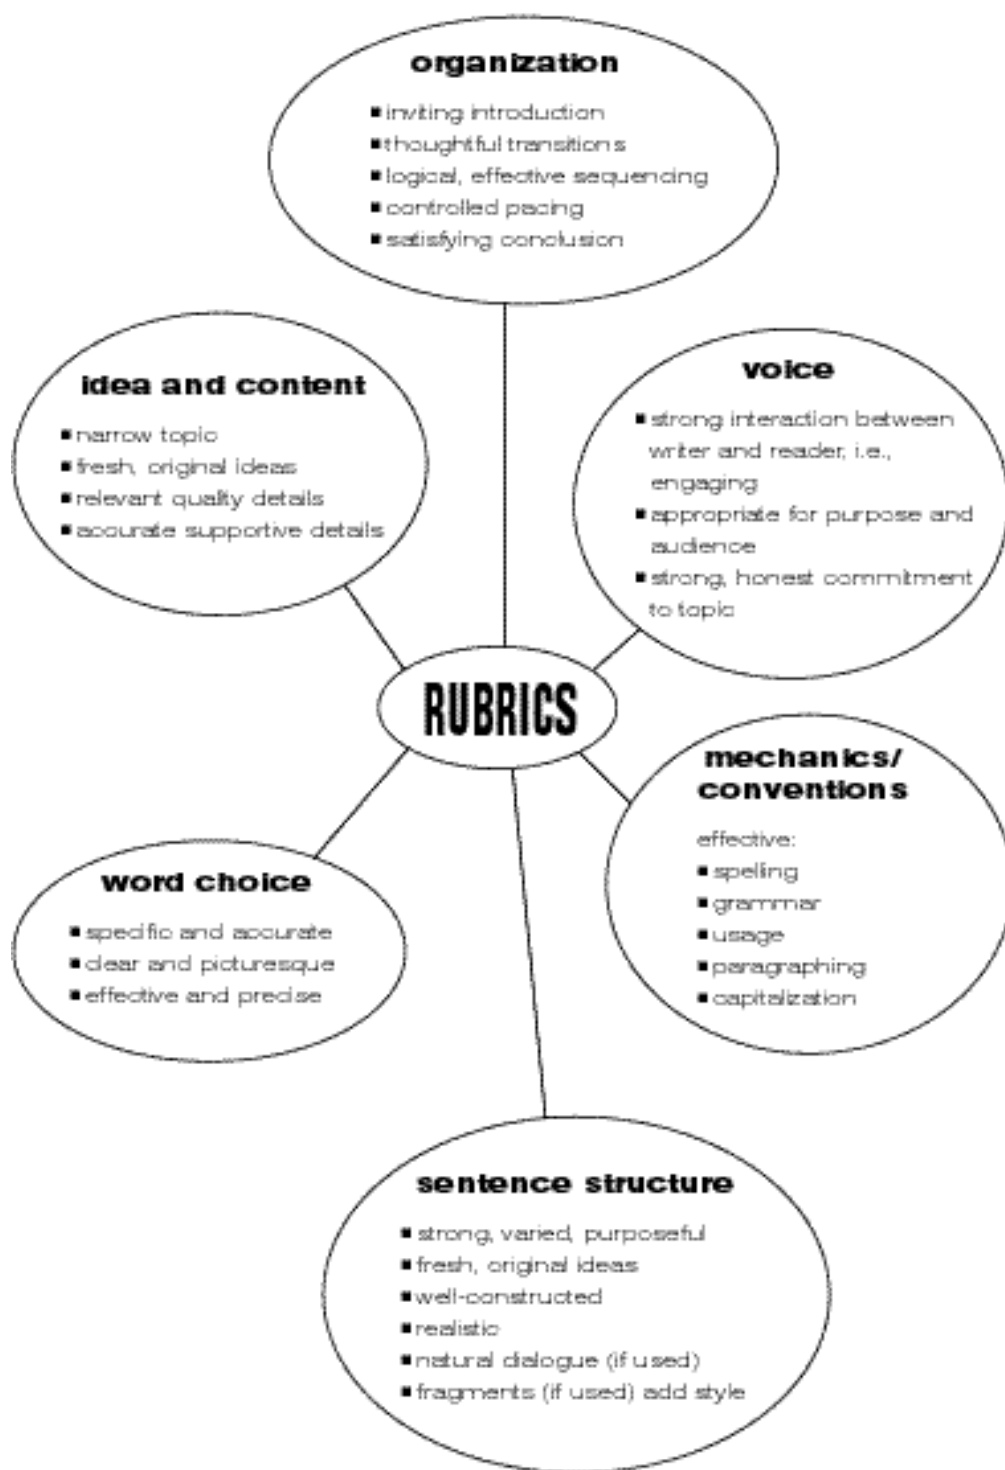 organization
▪ inviting introduction
▪ thoughtful transitions
▪ logical, effective sequencing
▪ controlled pacing
▪ satisfying conclusion
idea and content
▪ narrow topic
▪ fresh, original ideas
▪ relevant quality details
▪ accurate supportive details
voice
▪ strong interaction between
writer and reader, i.e.,
engaging
▪ appropriate for purpose and
audience
▪ strong, honest commitment
to topic
RUBRICS
mechanics/
conventions
effective:
▪ spelling
▪ grammar
▪ usage
▪ paragraphing
▪ capitalization
word choice
▪ specific and accurate
▪ clear and picturesque
▪ effective and precise
sentence structure
▪ strong, varied, purposeful
▪ fresh, original ideas
▪ well-constructed
▪ realistic
▪ natural dialogue (if used)
▪ fragments (if used) add style